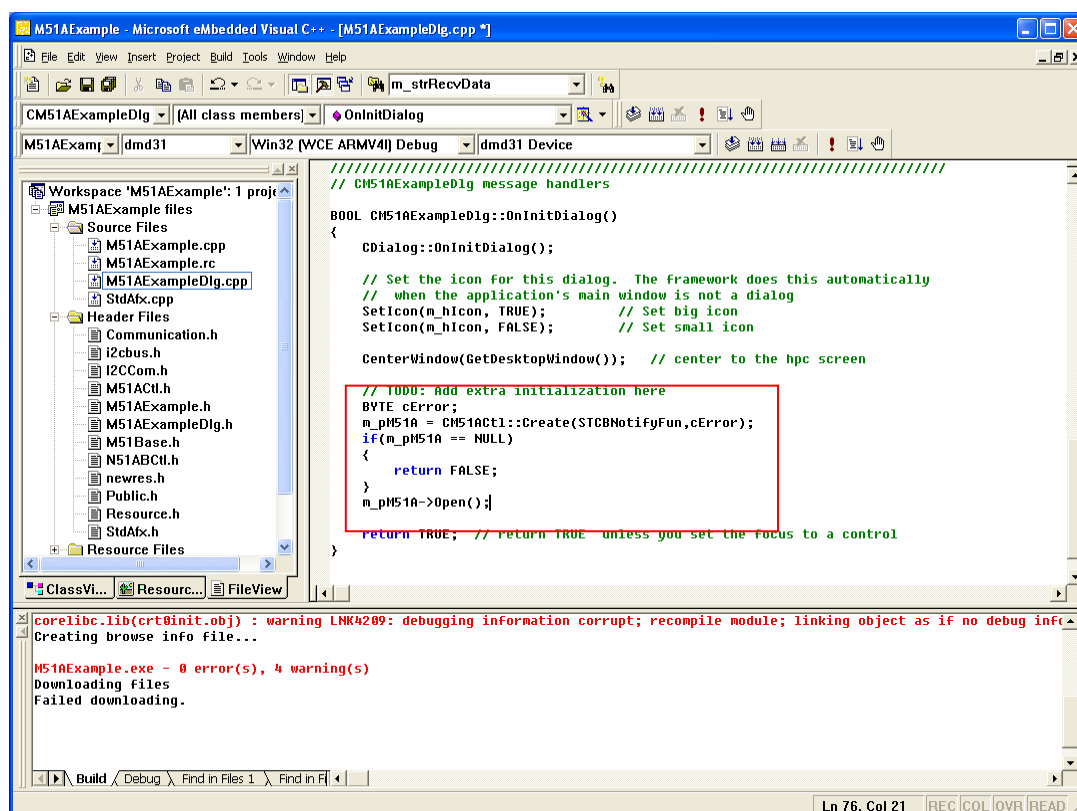 M51AExample - Microsoft eMbedded Visual C++ - [M51AExampleDlg.cpp *]
File Edit View Insert Project Build Tools Window Help
m_strRecvData
CM51AExampleDlg (All class members) OnInitDialog
M51AExamp dmd31 Win32 (WCE ARMV4I) Debug dmd31 Device
Workspace 'M51AExample': 1 proje
M51AExample files
Source Files
M51AExample.cpp
M51AExample.rc
M51AExampleDlg.cpp
StdAfx.cpp
Header Files
Communication.h
i2cbus.h
I2CCom.h
M51ACtl.h
M51AExample.h
M51AExampleDlg.h
M51Base.h
N51ABCtl.h
newres.h
Public.h
Resource.h
StdAfx.h
Resource Files
ClassVi... Resourc... FileView
//////////////////////////////////////////////////////////////////////////////
// CM51AExampleDlg message handlers
BOOL CM51AExampleDlg::OnInitDialog()
{
CDialog::OnInitDialog();
// Set the icon for this dialog.  The framework does this automatically
//  when the application's main window is not a dialog
SetIcon(m_hIcon, TRUE);         // Set big icon
SetIcon(m_hIcon, FALSE);        // Set small icon
CenterWindow(GetDesktopWindow());   // center to the hpc screen
// TODO: Add extra initialization here
BYTE cError;
m_pM51A = CM51ACtl::Create(STCBNotifyFun,cError);
if(m_pM51A == NULL)
{
return FALSE;
}
m_pM51A->Open();
return TRUE;  // return TRUE  unless you set the focus to a control
}
corelibc.lib(crt0init.obj) : warning LNK4209: debugging information corrupt; recompile module; linking object as if no debug info
Creating browse info file...
M51AExample.exe - 0 error(s), 4 warning(s)
Downloading files
Failed downloading.
Build Debug Find in Files 1 Find in Fi
Ln 76, Col 21 REC COL OVR READ